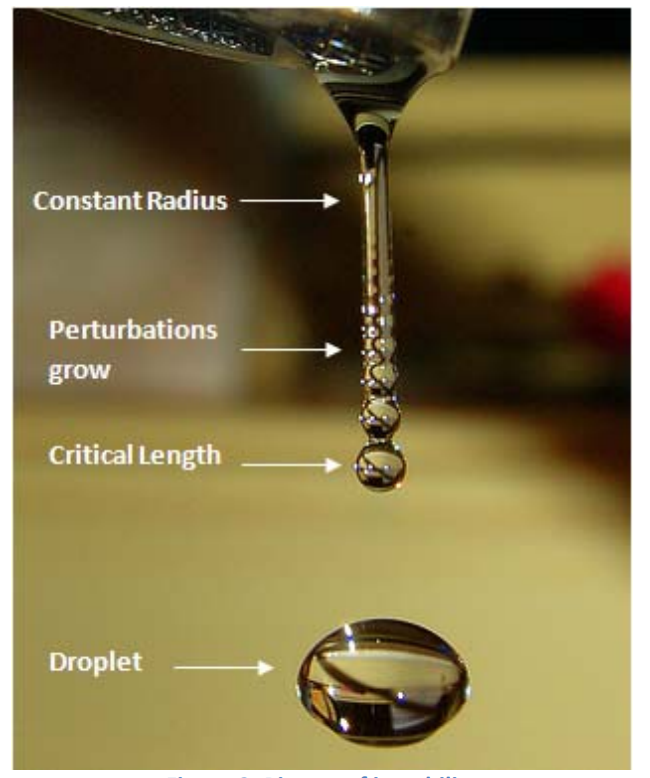 Constant Radius
Perturbations
grow
Critical Length
Droplet